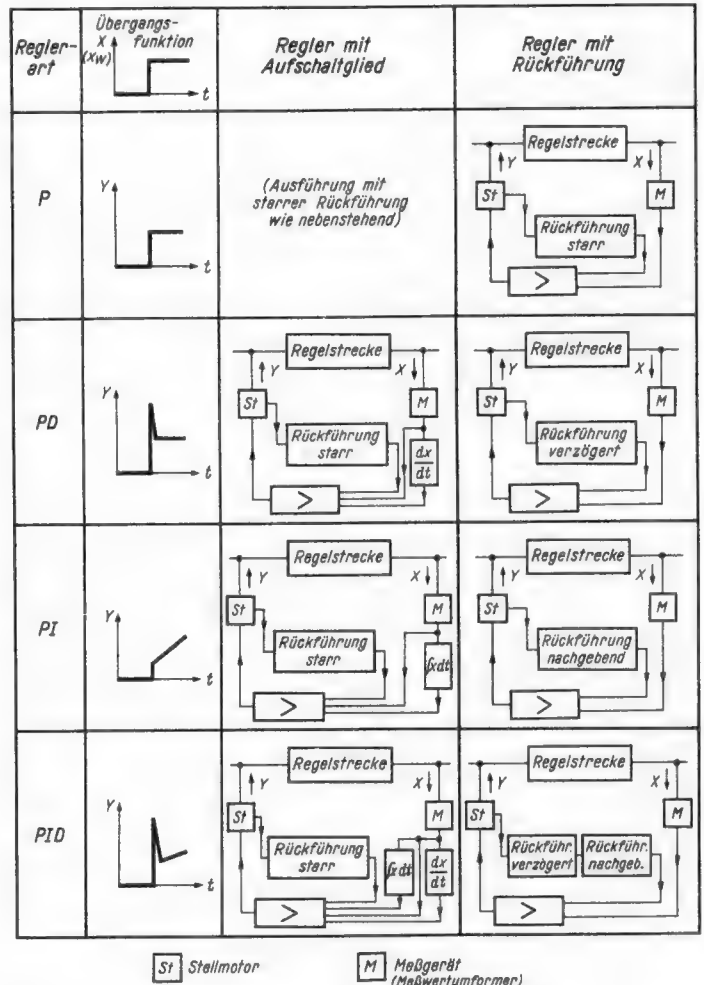 Regler-
art
Übergangs-
X funktion
(xw)
t
Regler mit
Aufschaltglied
Regler mit
Rückführung
P
Y
t
(Ausführung mit
starrer Rückführung
wie nebenstehend)
Regelstrecke
Y X
St M
Rückführung
starr
>
PD
Y
t
Regelstrecke
Y X
St M
Rückführung
starr
dx
dt
>
Regelstrecke
Y X
St M
Rückführung
verzögert
>
PI
Y
t
Regelstrecke
Y X
St M
Rückführung
starr
∫xdt
>
Regelstrecke
Y X
St M
Rückführung
nachgebend
>
PID
Y
t
Regelstrecke
Y X
St M
Rückführung
starr
∫xdt
dx
dt
>
Regelstrecke
Y X
St M
Rückführ. Rückführ.
verzögert nachgeb.
>
St Stellmotor
M Meßgerät
(Meßwertumformer)